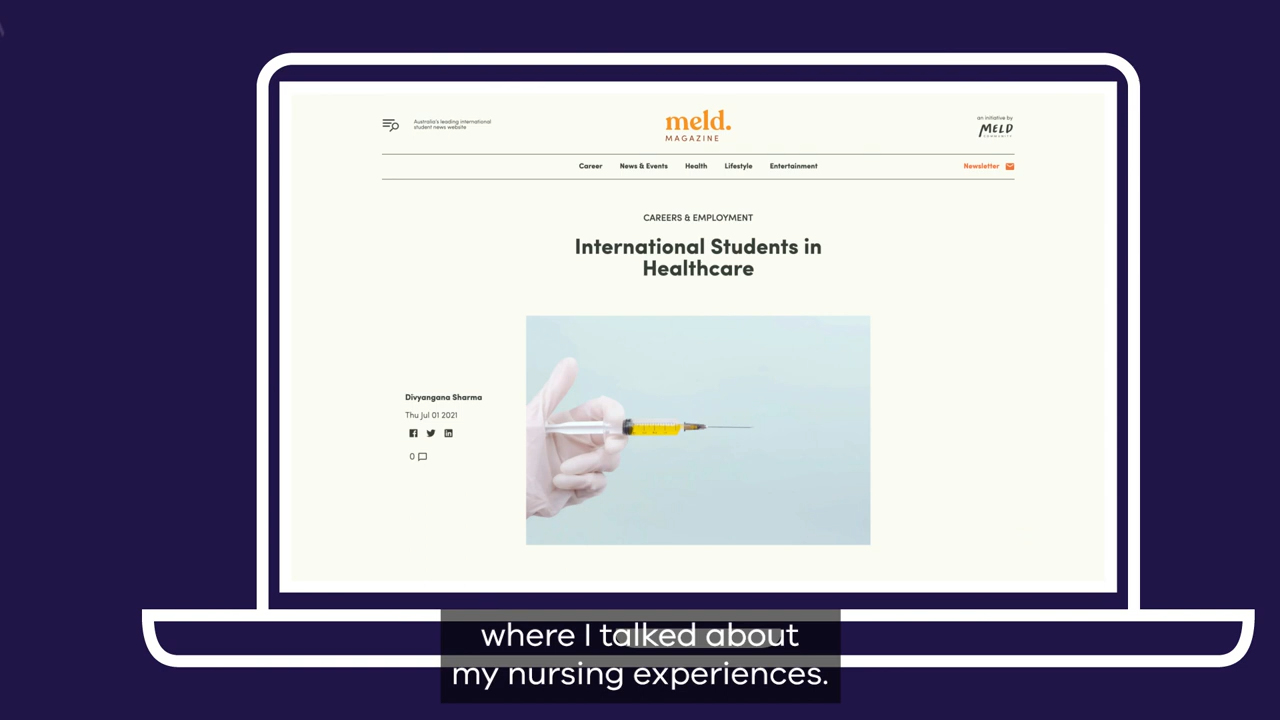 Australia's leading international
student news website
meld.
MAGAZINE
an initiative by
MELD
COMMUNITY
Career
News & Events
Health
Lifestyle
Entertainment
Newsletter
CAREERS & EMPLOYMENT
International Students in
Healthcare
Divyangana Sharma
Thu Jul 01 2021
0
where I talked about
my nursing experiences.